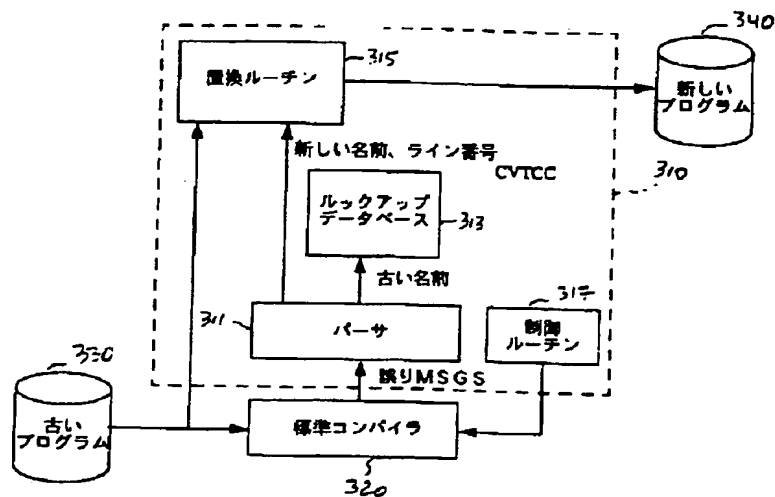 315
340
置換ルーチン
新しい
プログラム
新しい名前、ライン番号
CVTCC
310
ルックアップ
データベース
313
古い名前
317
311
パーサ
制御
ルーチン
330
誤りMSGS
古い
プログラム
標準コンパイラ
320